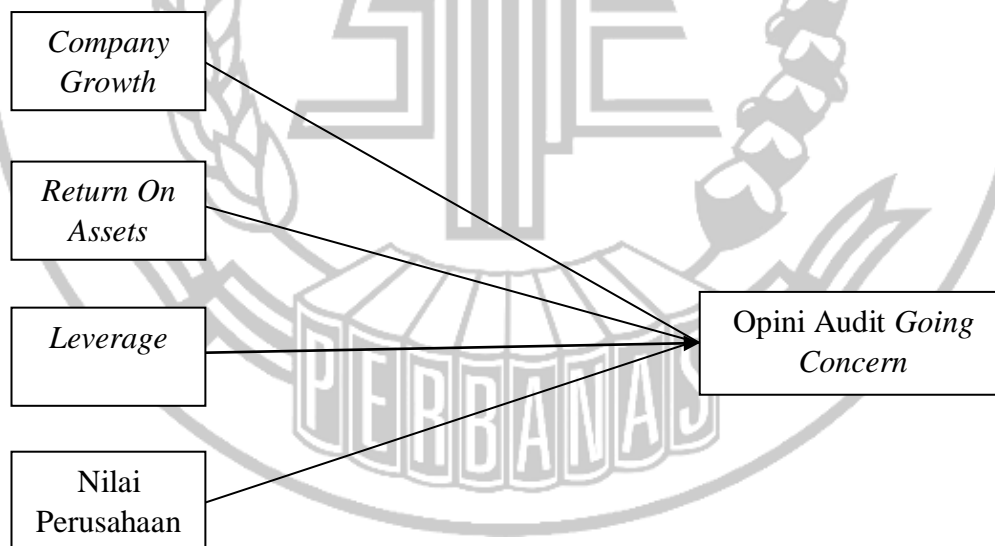 Company
Growth
Return On
Assets
Leverage
Opini Audit Going
Concern
Nilai
Perusahaan
PERBANAS